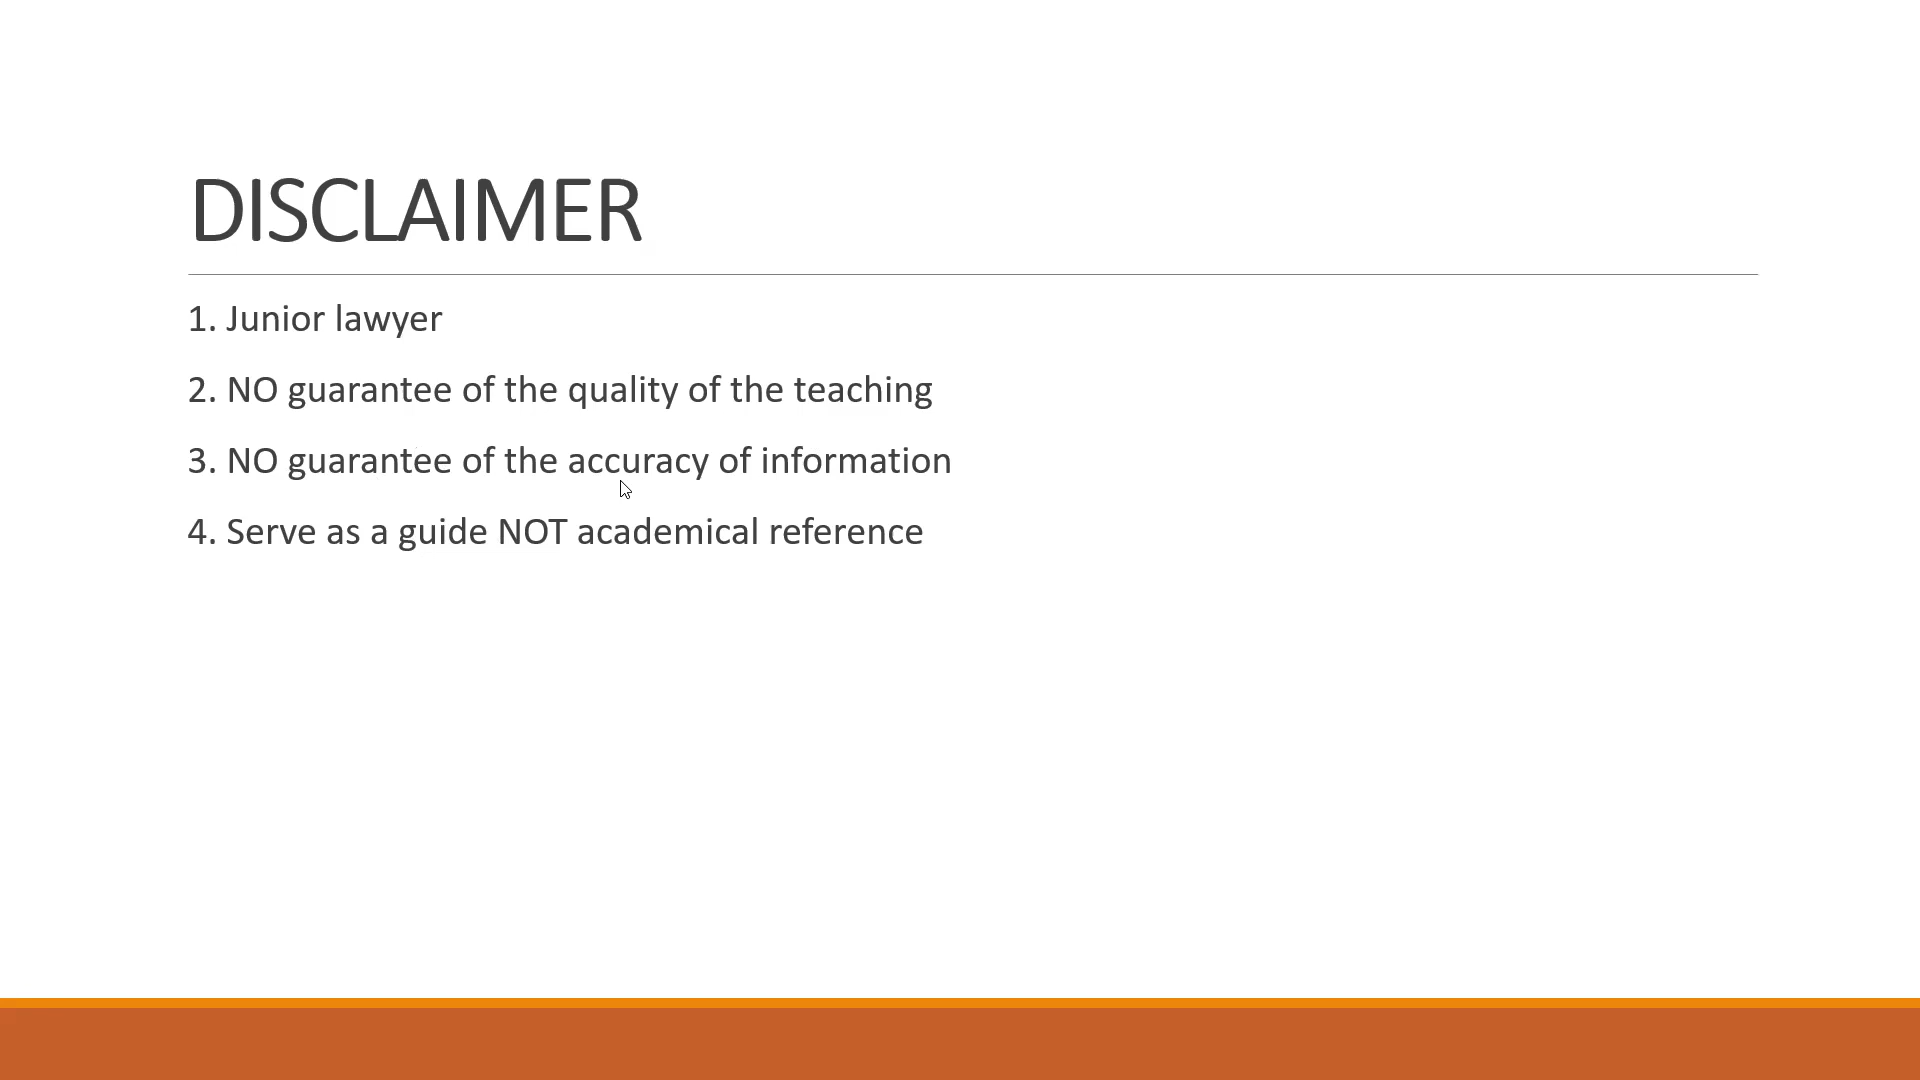 DISCLAIMER
1. Junior lawyer
2. NO guarantee of the quality of the teaching
3. NO guarantee of the accuracy of information
4. Serve as a guide NOT academical reference